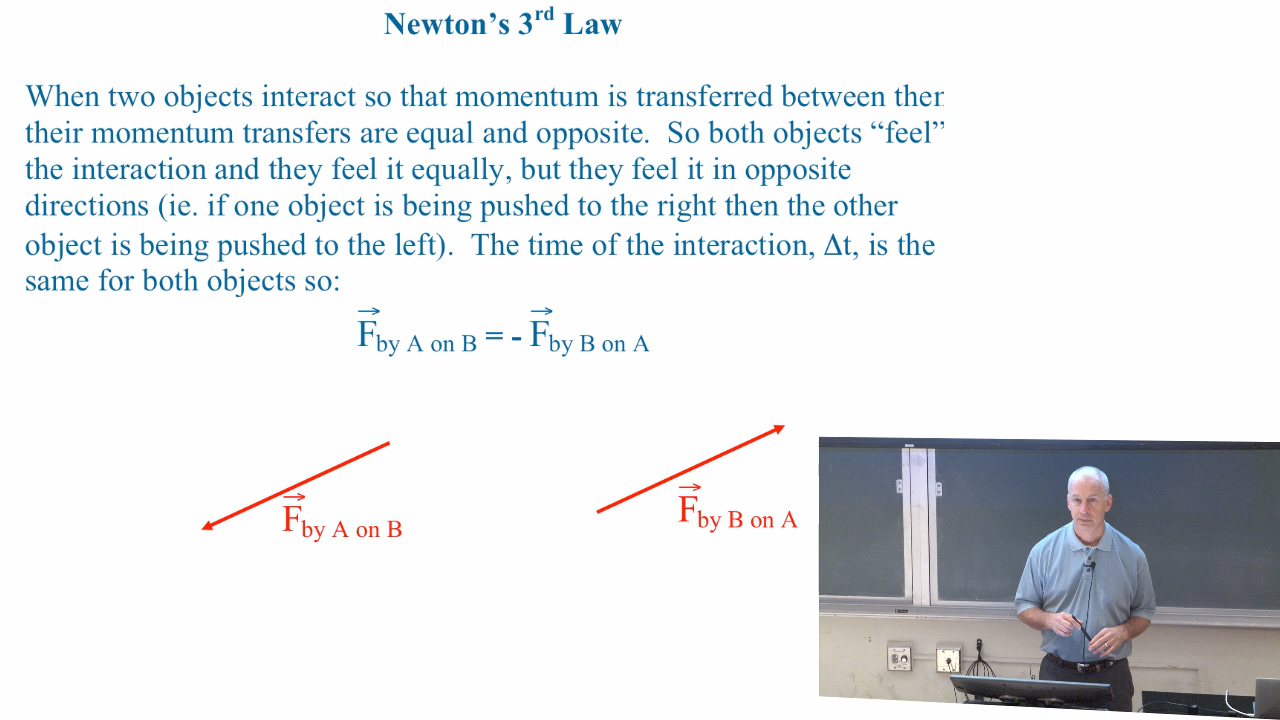 Newton’s 3rd Law
When two objects interact so that momentum is transferred between
their momentum transfers are equal and opposite.  So both objects “feel”
the interaction and they feel it equally, but they feel it in opposite
directions (ie. if one object is being pushed to the right then the other
object is being pushed to the left).  The time of the interaction, Δt, is the
same for both objects so:
F⃗by A on B = - F⃗by B on A
F⃗by A on B
F⃗by B on A